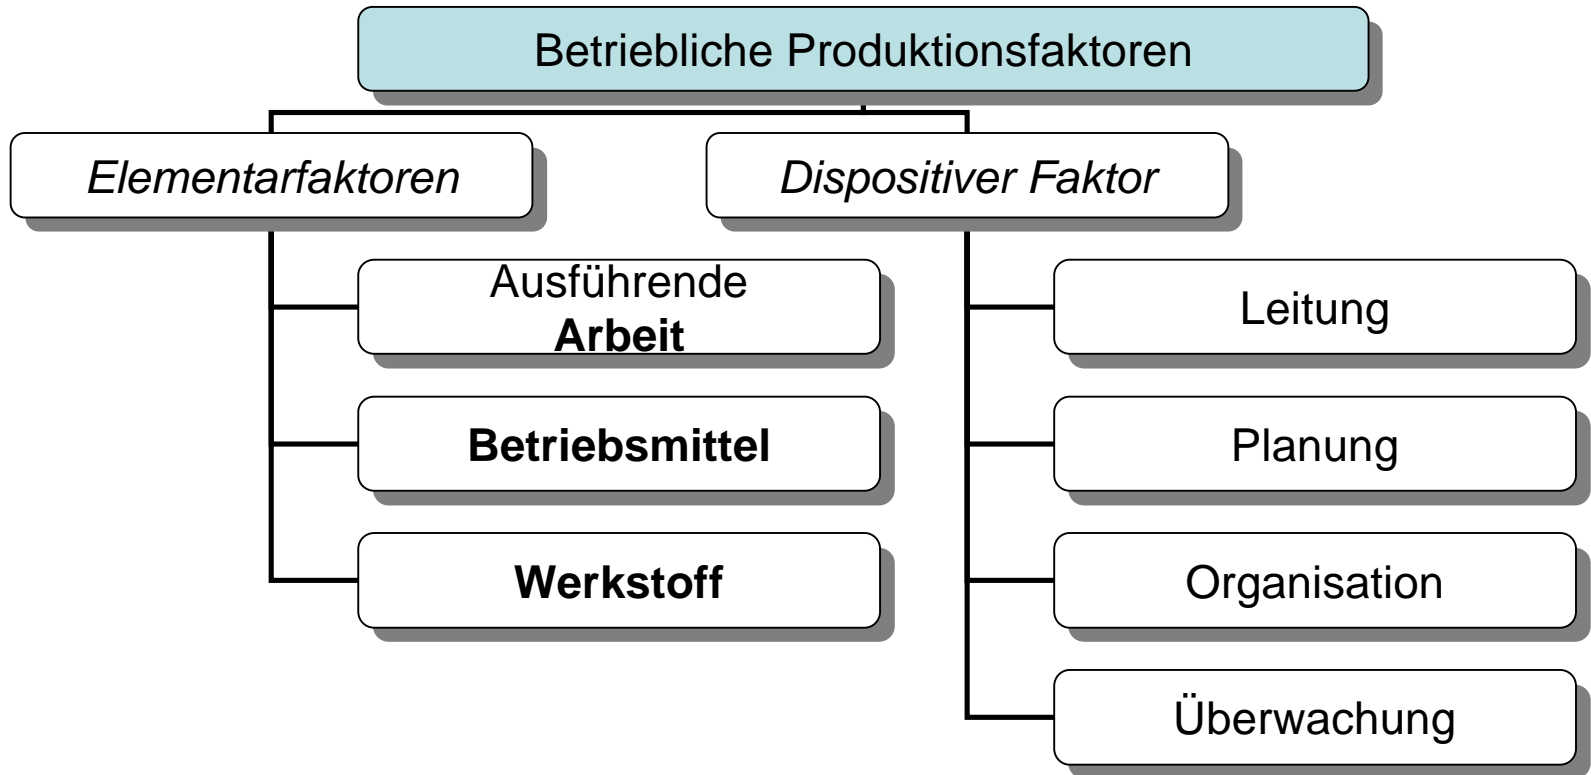 Betriebliche Produktionsfaktoren
Elementarfaktoren
Dispositiver Faktor
Ausführende
Arbeit
Betriebsmittel
Werkstoff
Leitung
Planung
Organisation
Überwachung